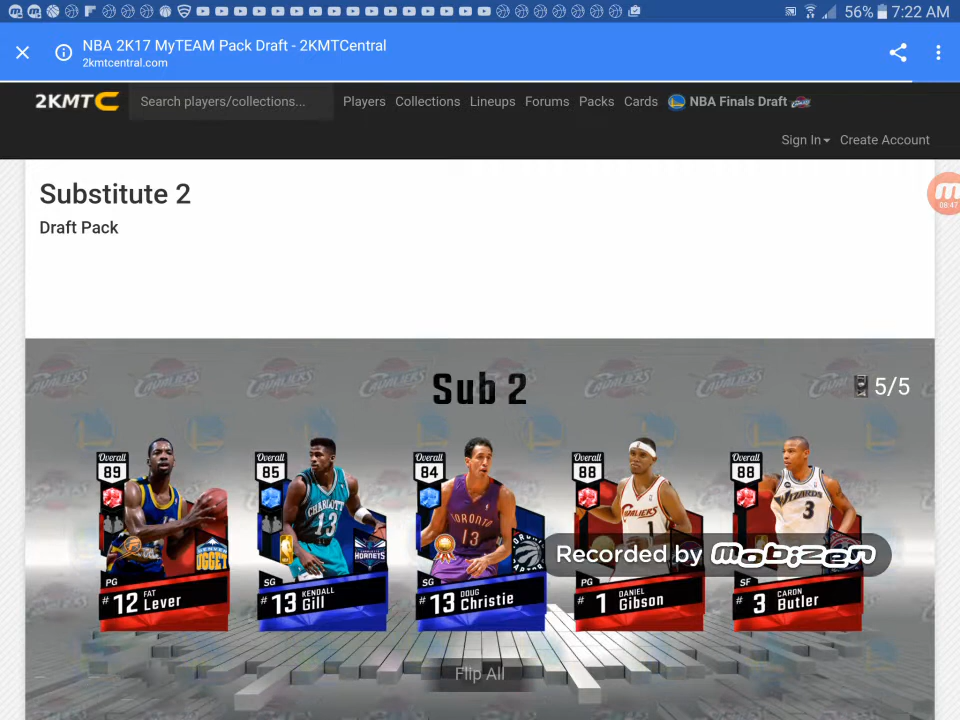 56% 7:22 AM
NBA 2K17 MyTEAM Pack Draft - 2KMTCentral
2kmtcentral.com
2KMTC Search players/collections... Players Collections Lineups Forums Packs Cards NBA Finals Draft
Sign In Create Account
08:47
Substitute 2
Draft Pack
Sub 2
5/5
Overall 89 PG #12 FAT Lever
Overall 85 SG #13 KENDALL Gill
Overall 84 SG #13 DOUG Christie
Overall 88 PG #1 DANIEL Gibson
Overall 88 SF #3 CARON Butler
Recorded by mobizen
Flip All